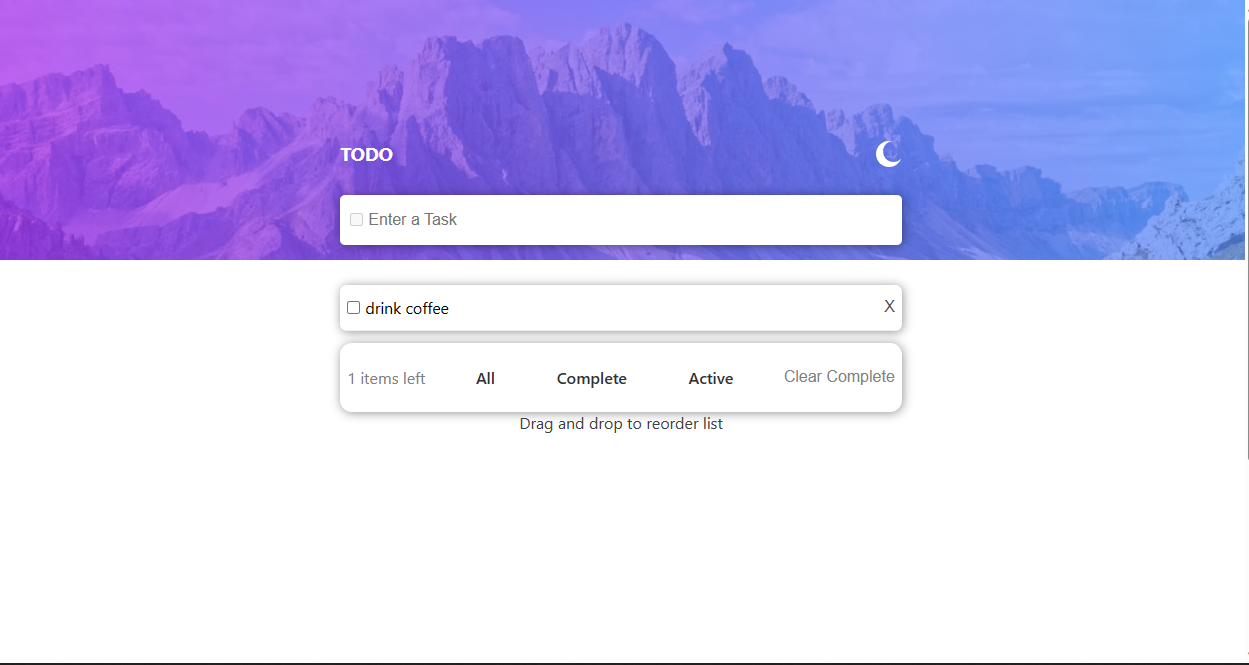 TODO
Enter a Task
drink coffee X
1 items left All Complete Active Clear Complete
Drag and drop to reorder list